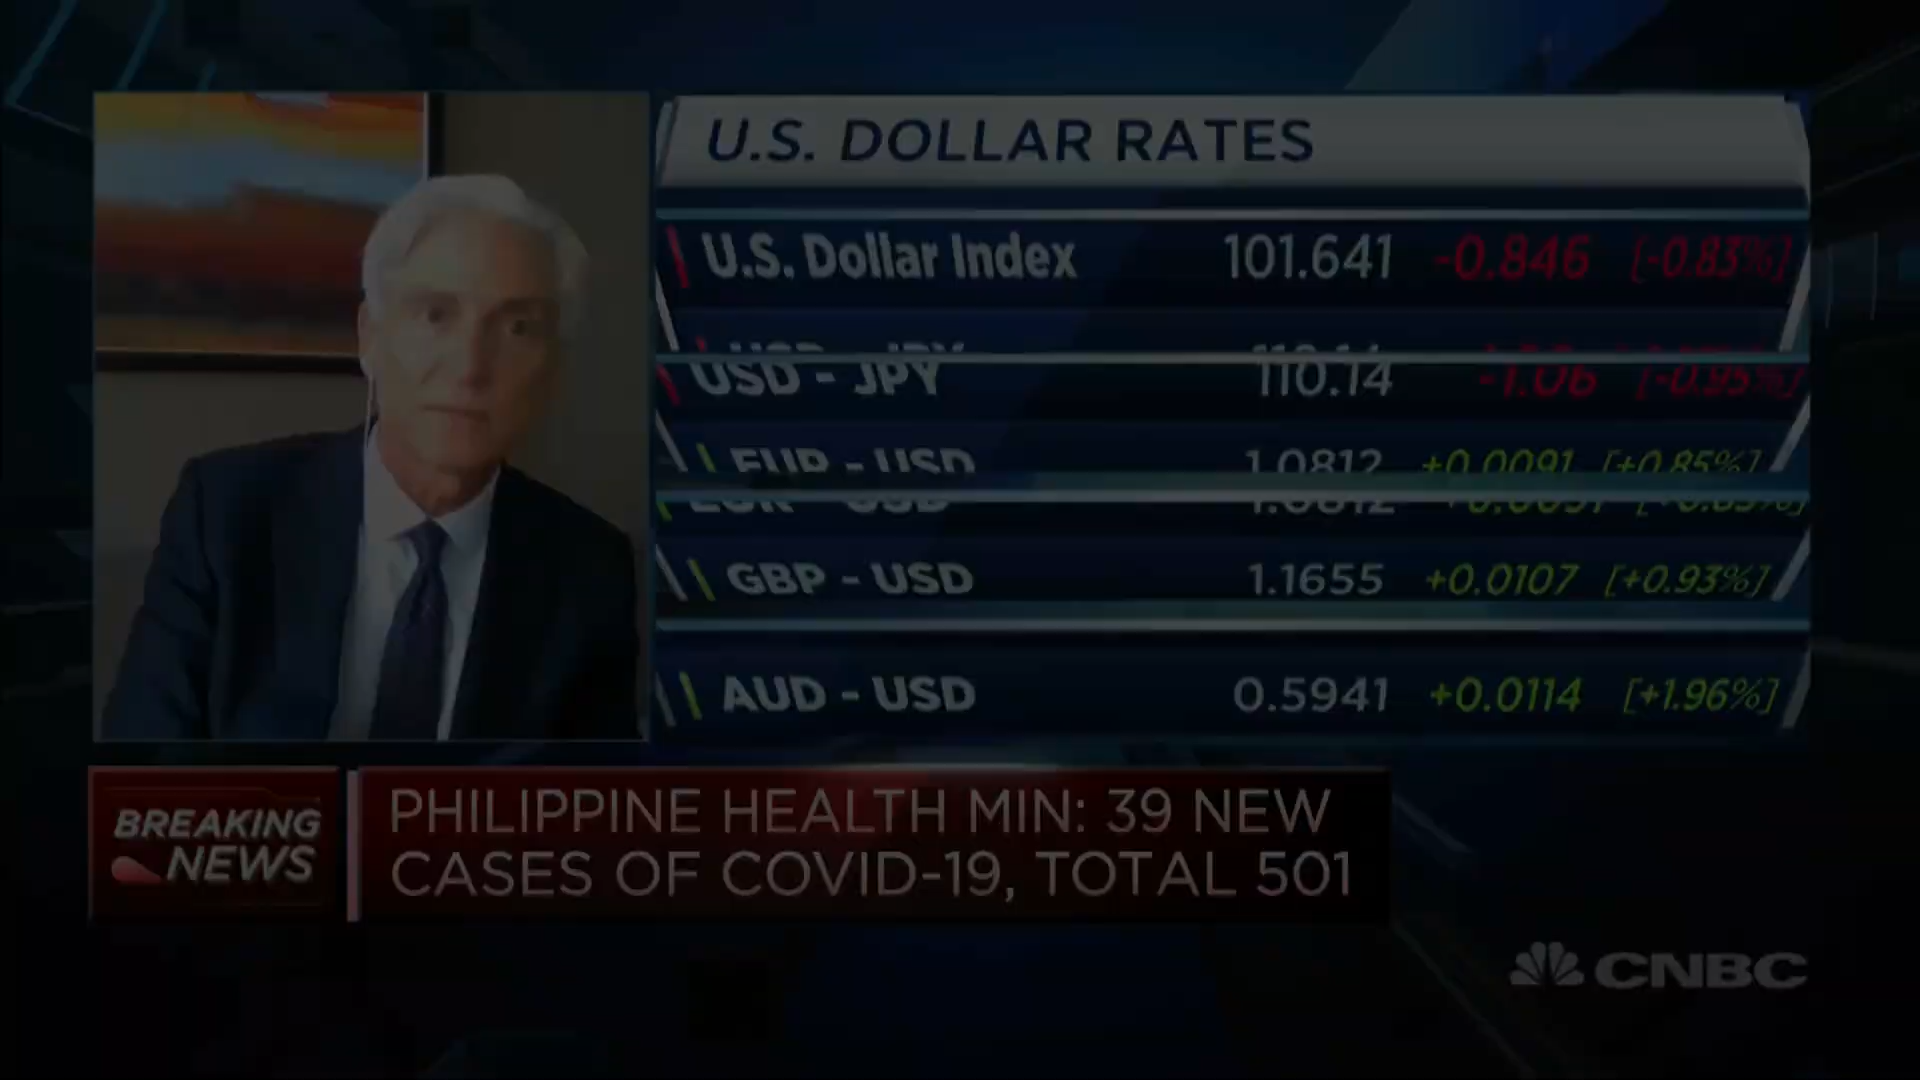 U.S. DOLLAR RATES
U.S. Dollar Index 101.641 -0.846 [-0.83%]
USD - JPY 110.14 -1.06 [-0.95%]
EUR - USD 1.0812 +0.0091 [+0.85%]
GBP - USD 1.1655 +0.0107 [+0.93%]
AUD - USD 0.5941 +0.0114 [+1.96%]
BREAKING
NEWS
PHILIPPINE HEALTH MIN: 39 NEW
CASES OF COVID-19, TOTAL 501
CNBC